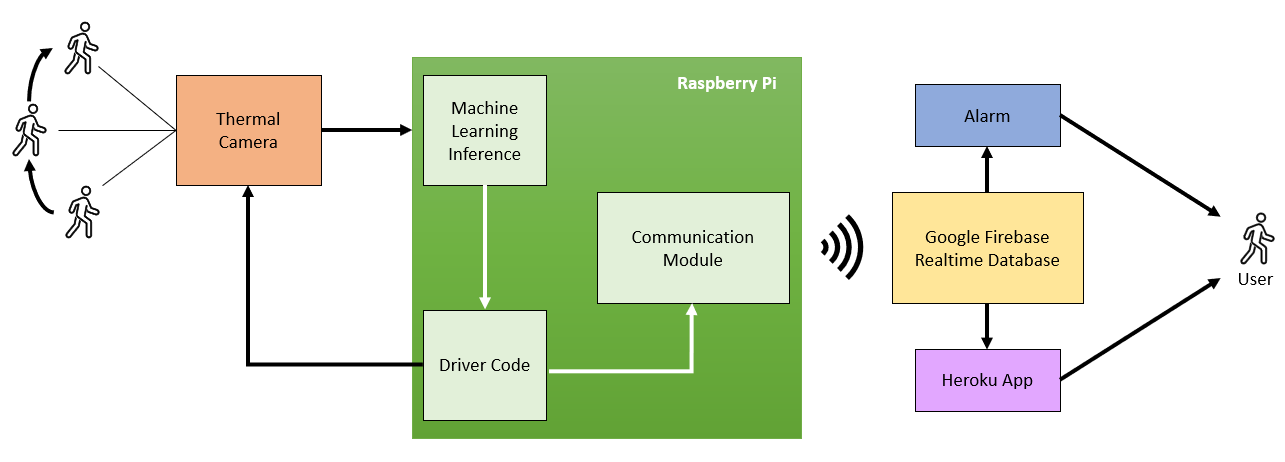 Thermal
Camera
Raspberry Pi
Machine
Learning
Inference
Communication
Module
Driver Code
Alarm
Google Firebase
Realtime Database
Heroku App
User